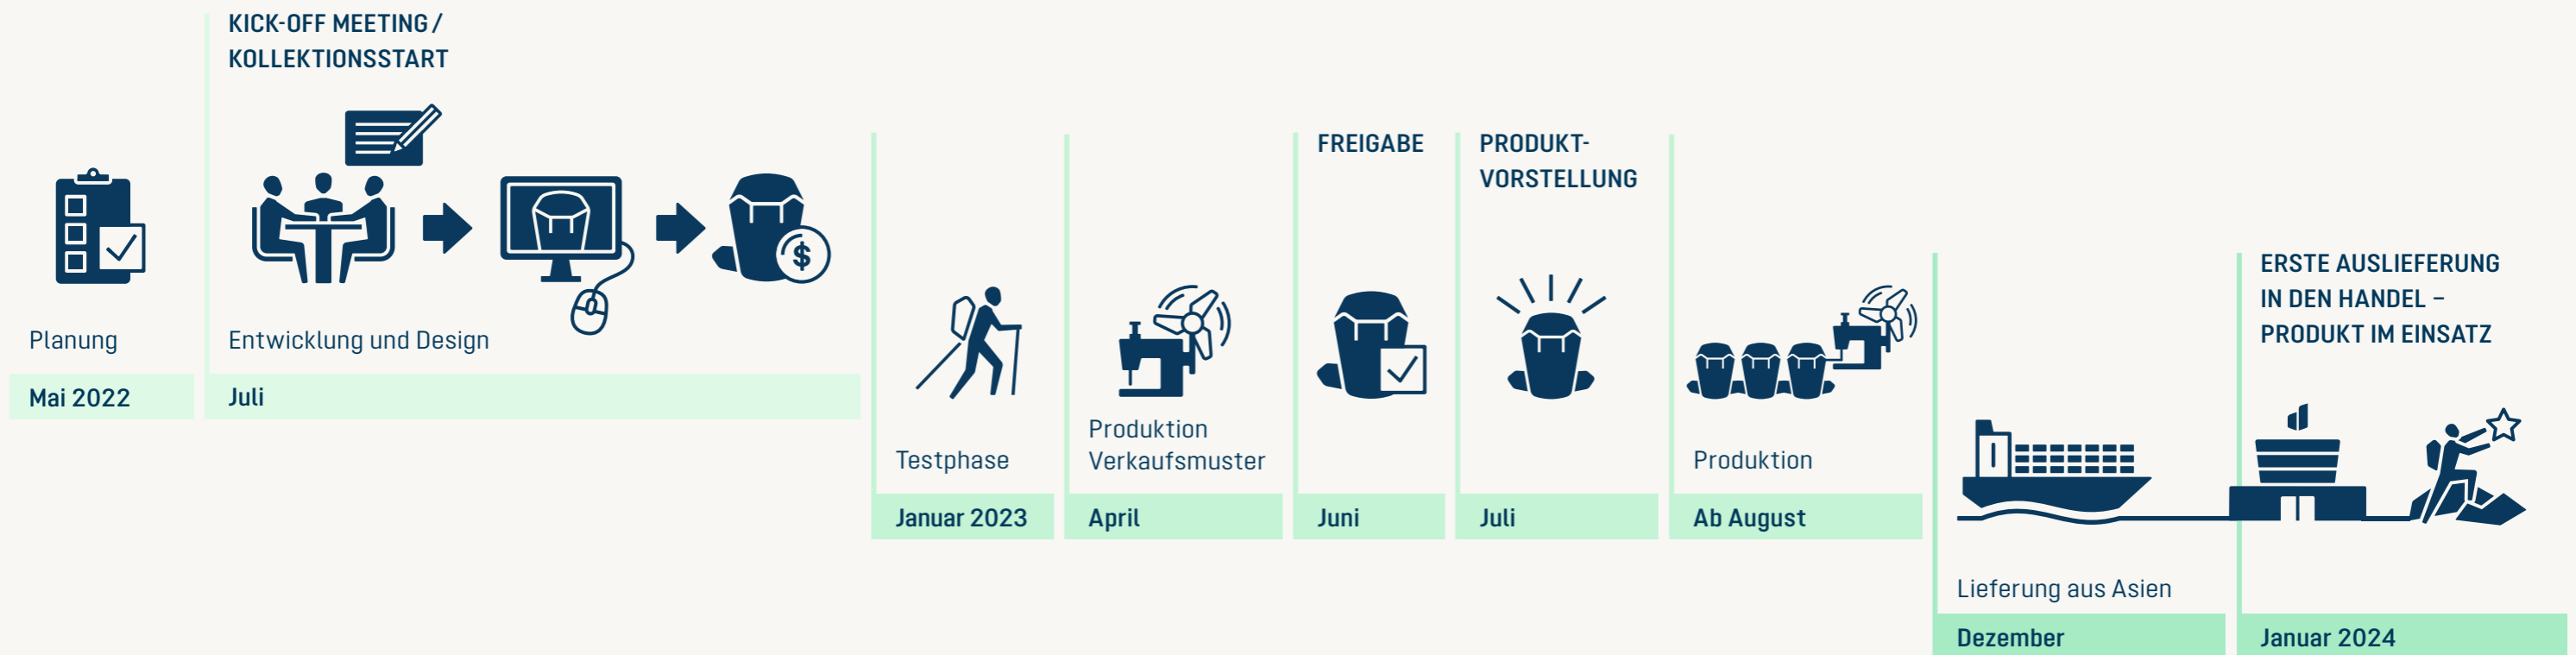 KICK-OFF MEETING /
KOLLEKTIONSSTART
Planung
Mai 2022
Entwicklung und Design
Juli
$
Testphase
Januar 2023
Produktion
Verkaufsmuster
April
FREIGABE
Juni
PRODUKT-
VORSTELLUNG
Juli
Produktion
Ab August
Lieferung aus Asien
Dezember
ERSTE AUSLIEFERUNG
IN DEN HANDEL –
PRODUKT IM EINSATZ
Januar 2024